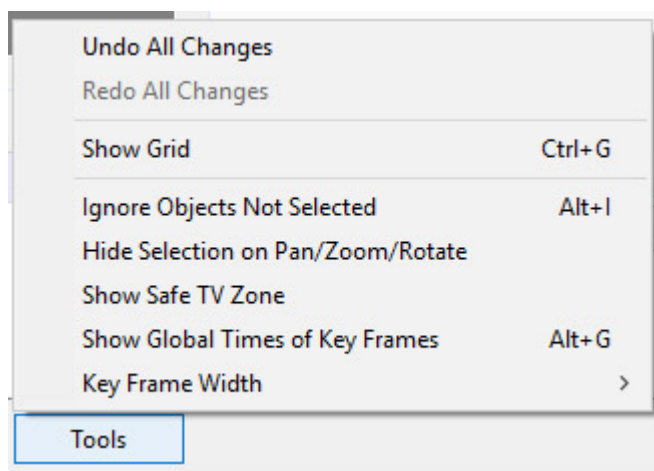 Undo All Changes
Redo All Changes
Show Grid Ctrl+G
Ignore Objects Not Selected Alt+I
Hide Selection on Pan/Zoom/Rotate
Show Safe TV Zone
Show Global Times of Key Frames Alt+G
Key Frame Width >
Tools